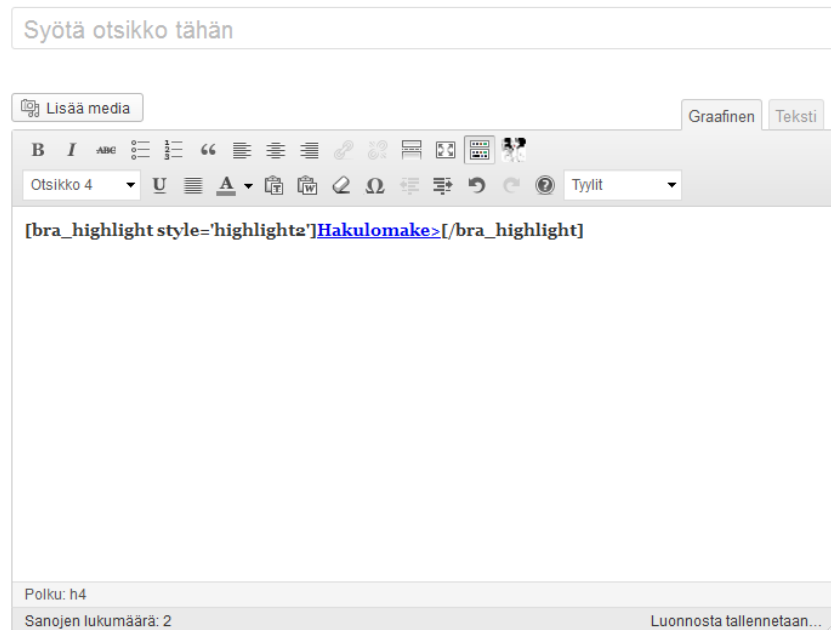 Syötä otsikko tähän
Lisää media
Graafinen Teksti
B I ABC
Otsikko 4 U A T W Ω Tyylit
[bra_highlight style='highlight2']Hakulomake>[/bra_highlight]
Polku: h4
Sanojen lukumäärä: 2 Luonnosta tallennetaan...